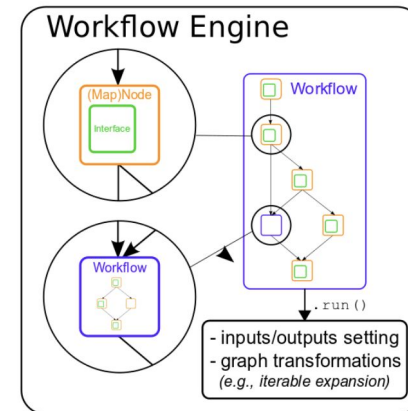 Workflow Engine
(Map)Node
Interface
Workflow
Workflow
.run()
- inputs/outputs setting
- graph transformations
(e.g., iterable expansion)